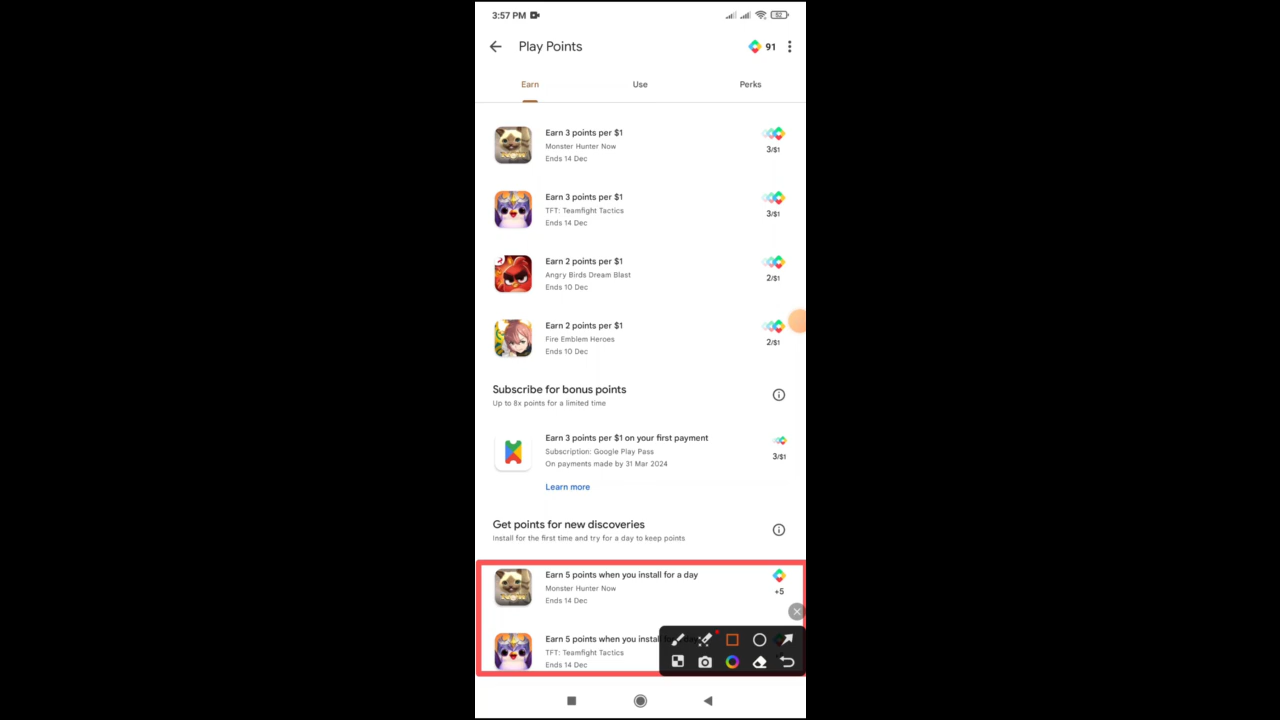 3:57 PM
52
Play Points
91
Earn
Use
Perks
Earn 3 points per $1
Monster Hunter Now
Ends 14 Dec
3/$1
Earn 3 points per $1
TFT: Teamfight Tactics
Ends 14 Dec
3/$1
Earn 2 points per $1
Angry Birds Dream Blast
Ends 10 Dec
2/$1
Earn 2 points per $1
Fire Emblem Heroes
Ends 10 Dec
2/$1
Subscribe for bonus points
Up to 8x points for a limited time
Earn 3 points per $1 on your first payment
Subscription: Google Play Pass
On payments made by 31 Mar 2024
3/$1
Learn more
Get points for new discoveries
Install for the first time and try for a day to keep points
Earn 5 points when you install for a day
Monster Hunter Now
Ends 14 Dec
+5
Earn 5 points when you install
TFT: Teamfight Tactics
Ends 14 Dec